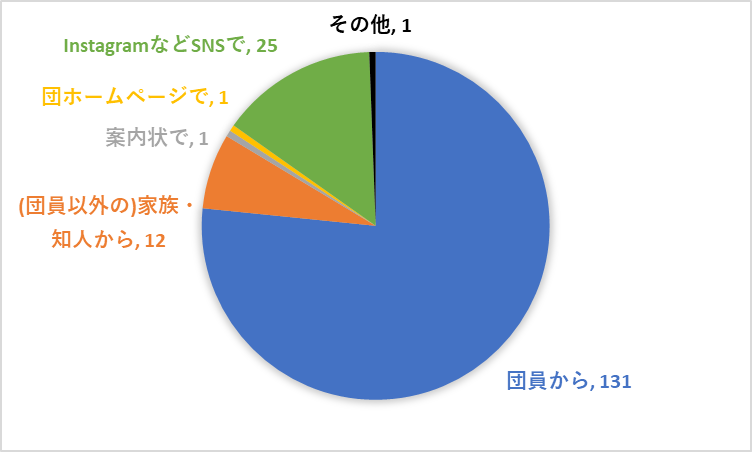 その他, 1
InstagramなどSNSで, 25
団ホームページで, 1
案内状で, 1
(団員以外の)家族・
知人から, 12
団員から, 131